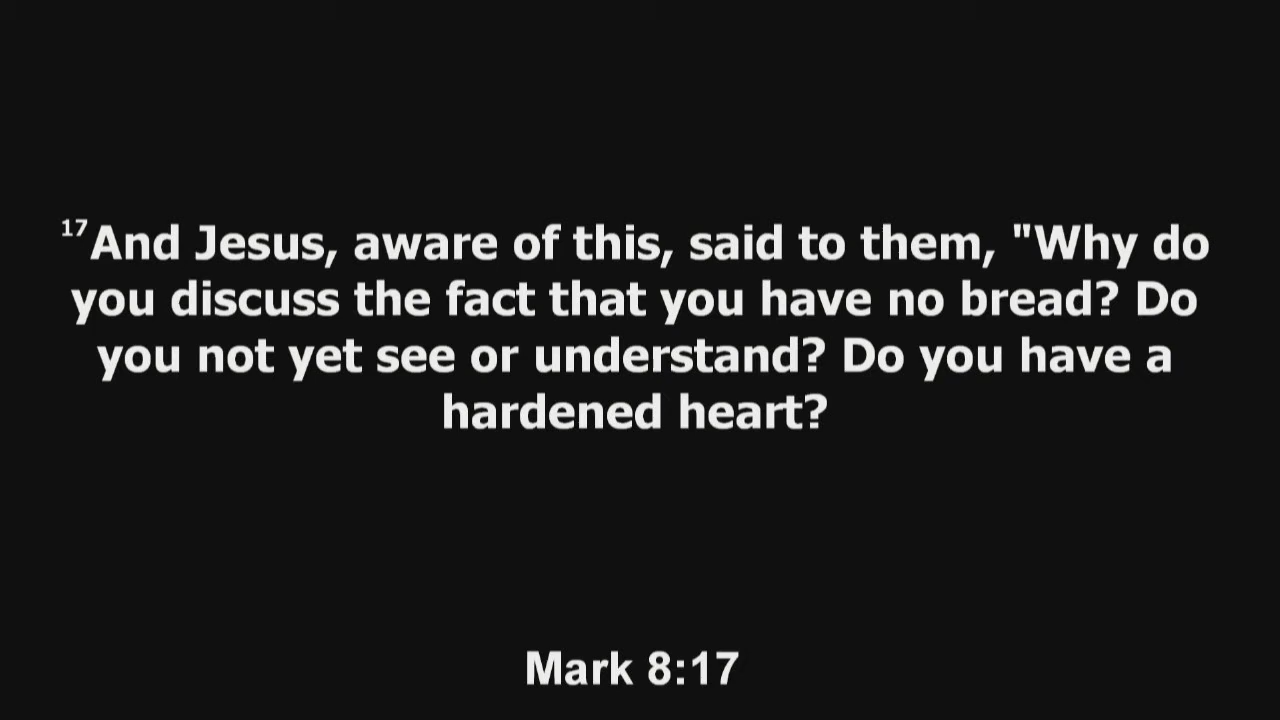 17And Jesus, aware of this, said to them, "Why do
you discuss the fact that you have no bread? Do
you not yet see or understand? Do you have a
hardened heart?
Mark 8:17